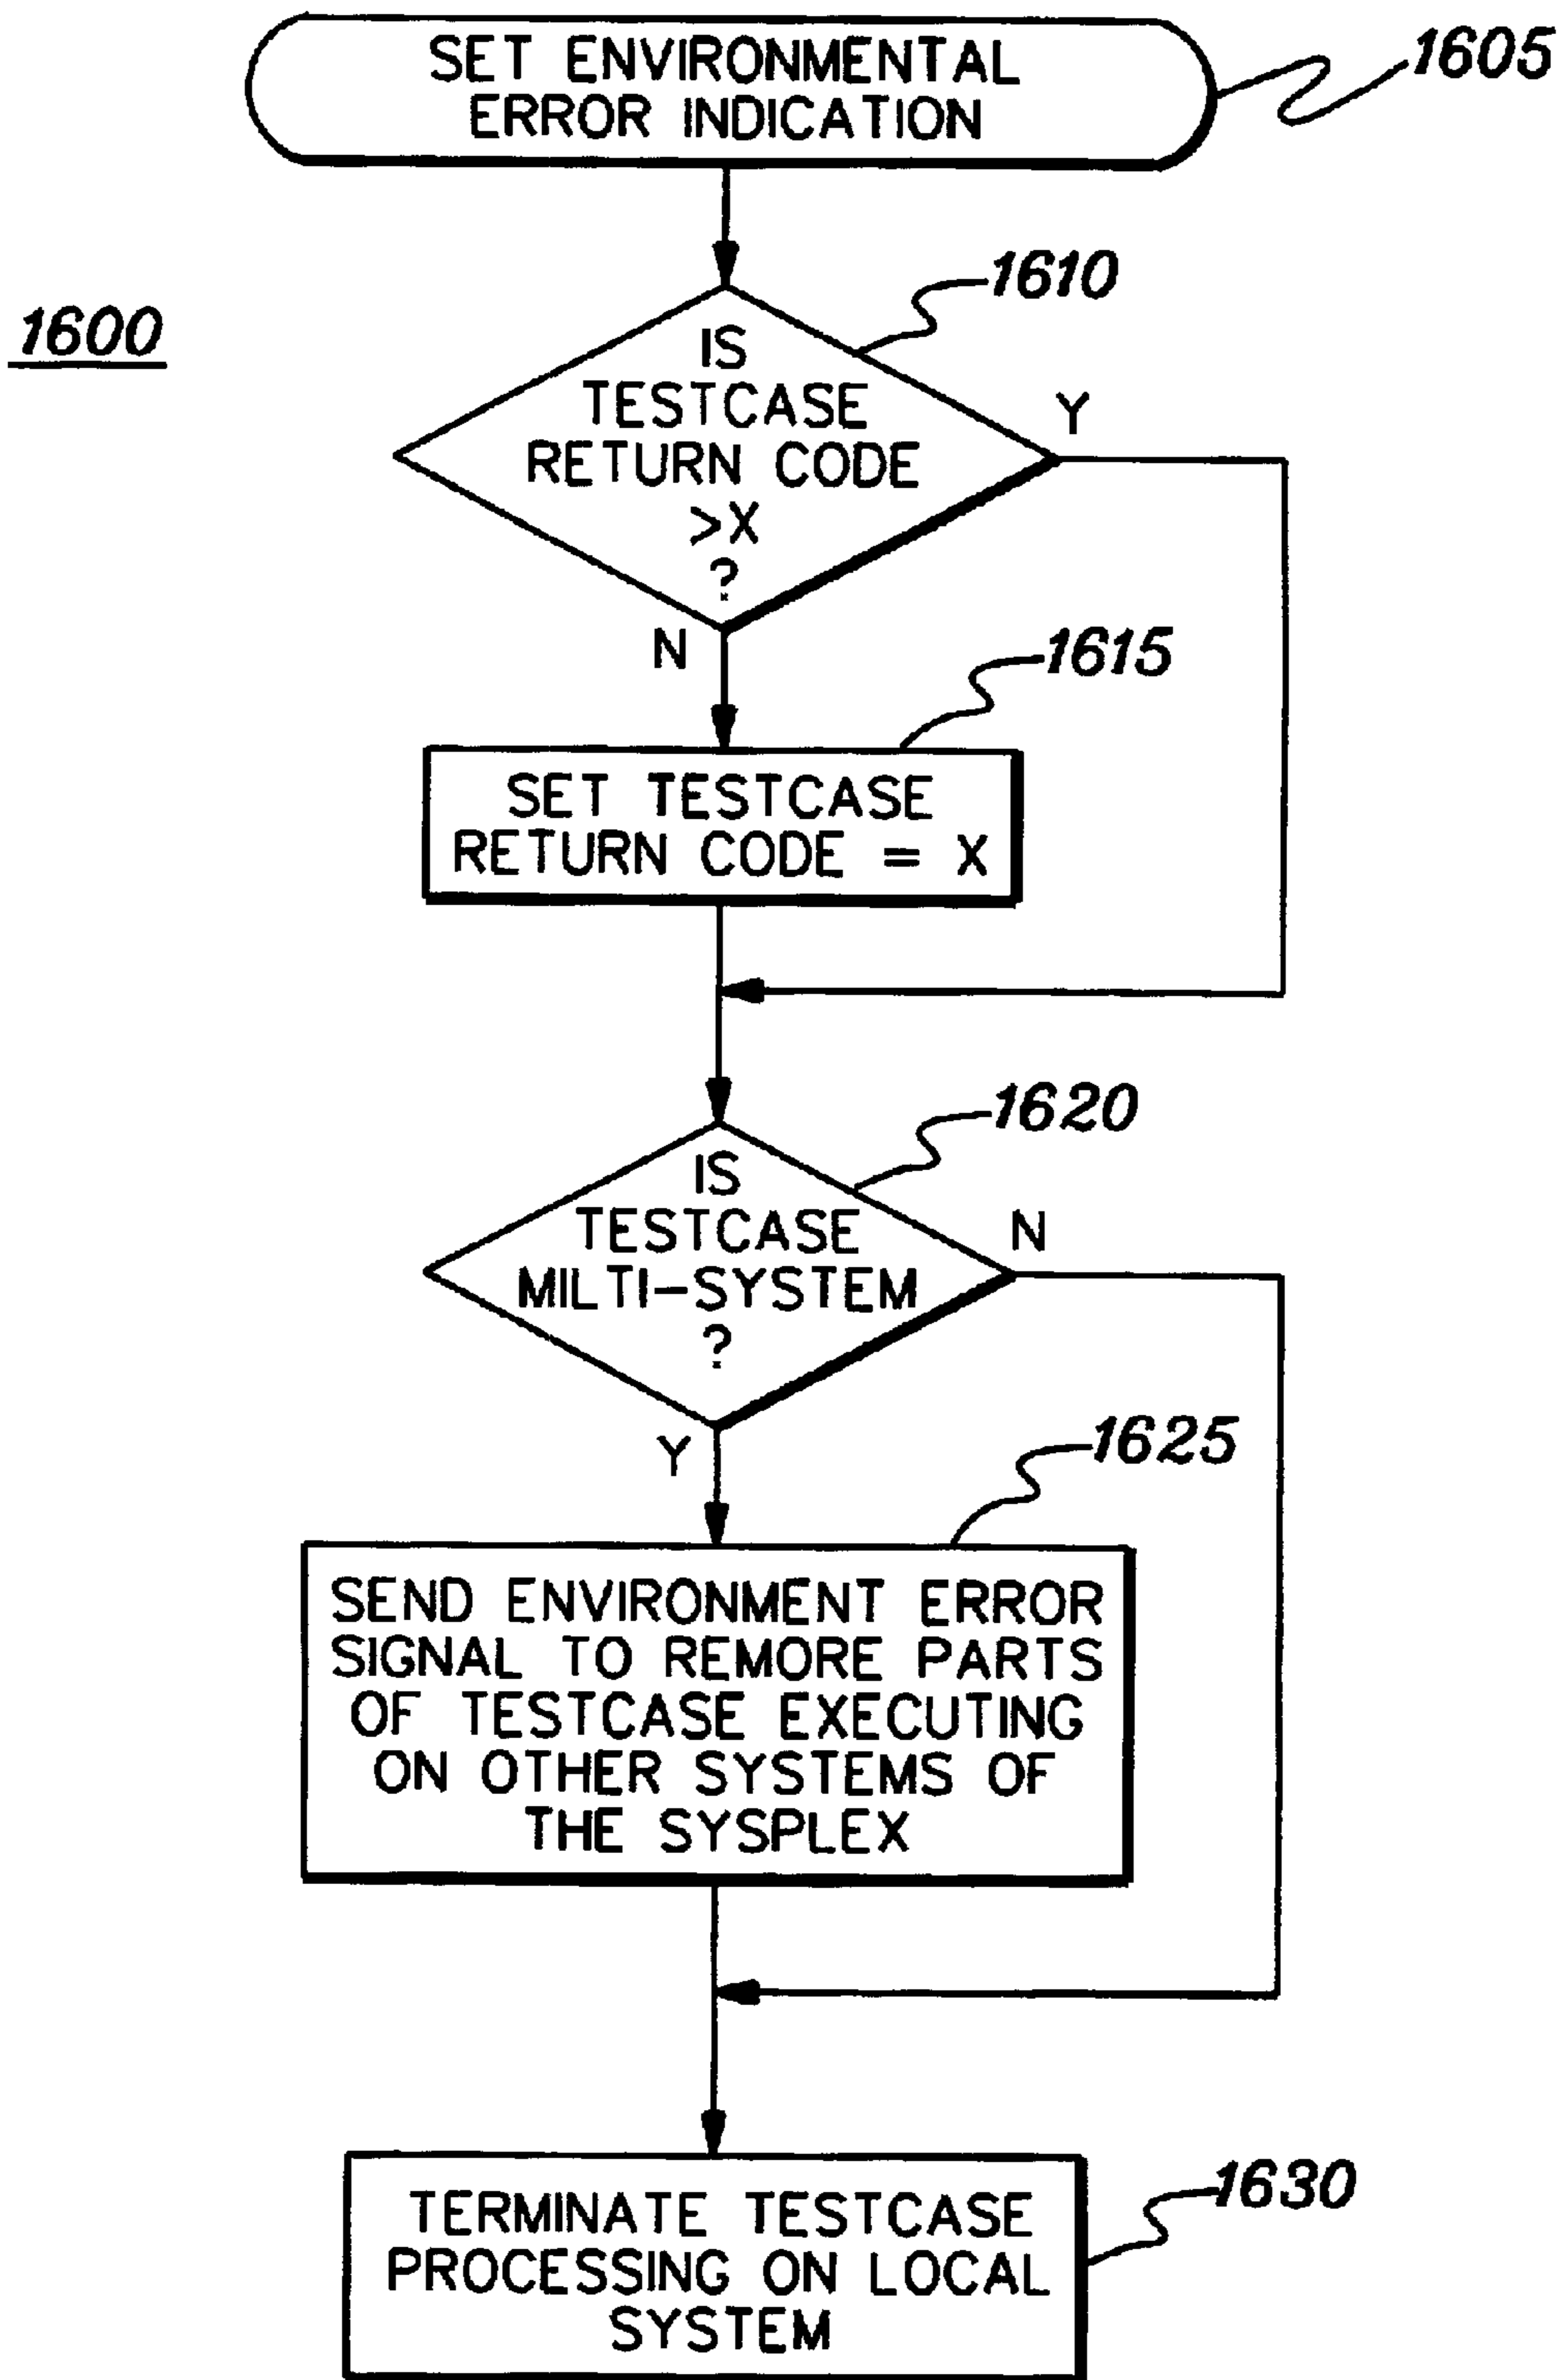 SET ENVIRONMENTAL
ERROR INDICATION
1605
1600
1610
IS
TESTCASE
RETURN CODE
>X
?
Y
N
1615
SET TESTCASE
RETURN CODE = X
1620
IS
TESTCASE
MILTI-SYSTEM
?
N
Y
1625
SEND ENVIRONMENT ERROR
SIGNAL TO REMORE PARTS
OF TESTCASE EXECUTING
ON OTHER SYSTEMS OF
THE SYSPLEX
1630
TERMINATE TESTCASE
PROCESSING ON LOCAL
SYSTEM